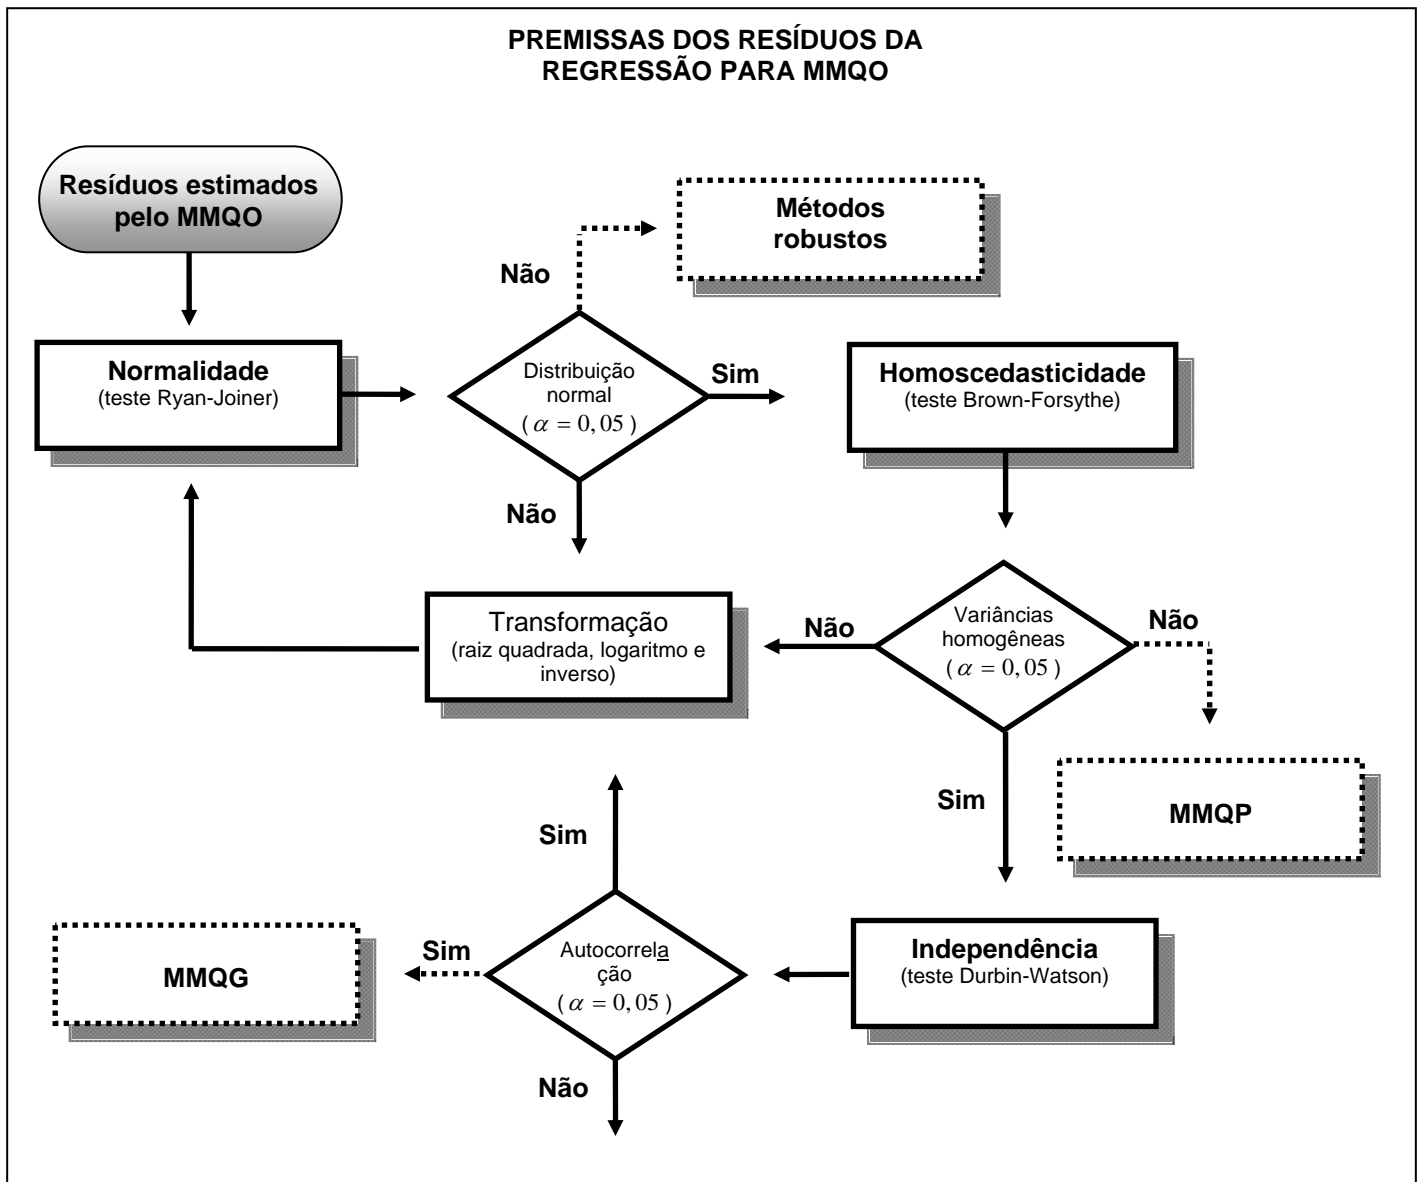 PREMISSAS DOS RESÍDUOS DA
REGRESSÃO PARA MMQO
Resíduos estimados
pelo MMQO
Métodos
robustos
Não
Normalidade
(teste Ryan-Joiner)
Distribuição
normal
( α = 0, 05 )
Sim
Homoscedasticidade
(teste Brown-Forsythe)
Não
Transformação
(raiz quadrada, logaritmo e
inverso)
Não
Variâncias
homogêneas
( α = 0, 05 )
Não
Sim
MMQP
Sim
MMQG
Sim
Autocorrela
ção
( α = 0, 05 )
Independência
(teste Durbin-Watson)
Não